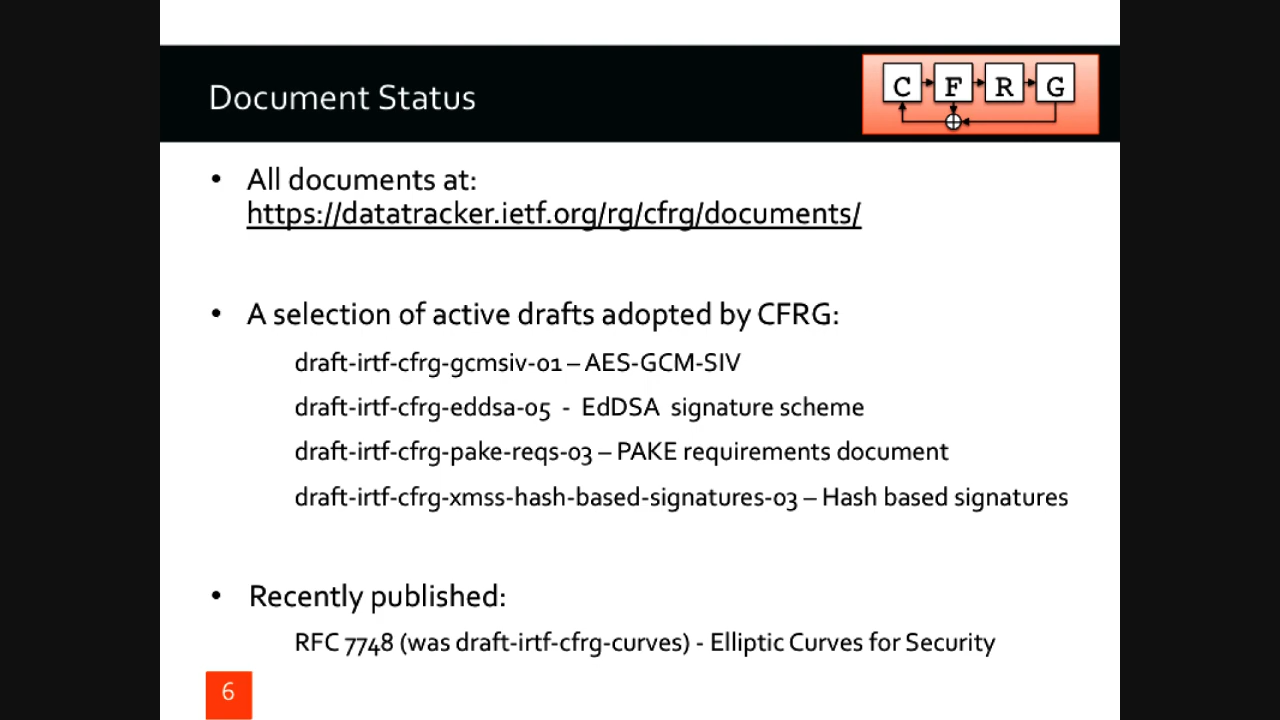 Document Status
C F R G
• All documents at:
https://datatracker.ietf.org/rg/cfrg/documents/
• A selection of active drafts adopted by CFRG:
draft-irtf-cfrg-gcmsiv-01 – AES-GCM-SIV
draft-irtf-cfrg-eddsa-05 - EdDSA signature scheme
draft-irtf-cfrg-pake-reqs-03 – PAKE requirements document
draft-irtf-cfrg-xmss-hash-based-signatures-03 – Hash based signatures
• Recently published:
RFC 7748 (was draft-irtf-cfrg-curves) - Elliptic Curves for Security
6